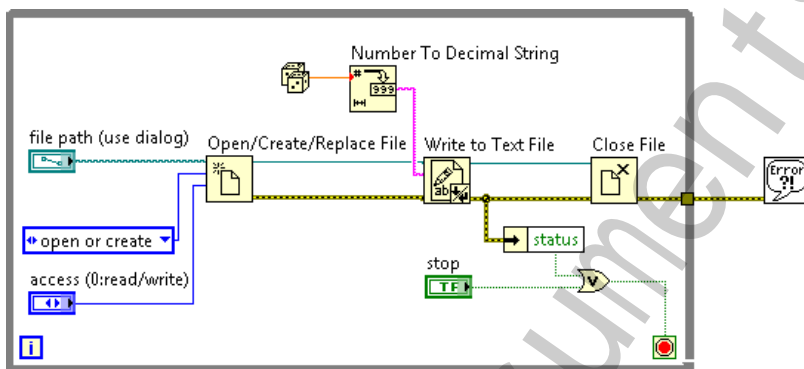 Number To Decimal String
#
999
file path (use dialog)
Open/Create/Replace File
Write to Text File
Close File
ab
Error
?!
open or create
status
access (0:read/write)
stop
TF
V
i